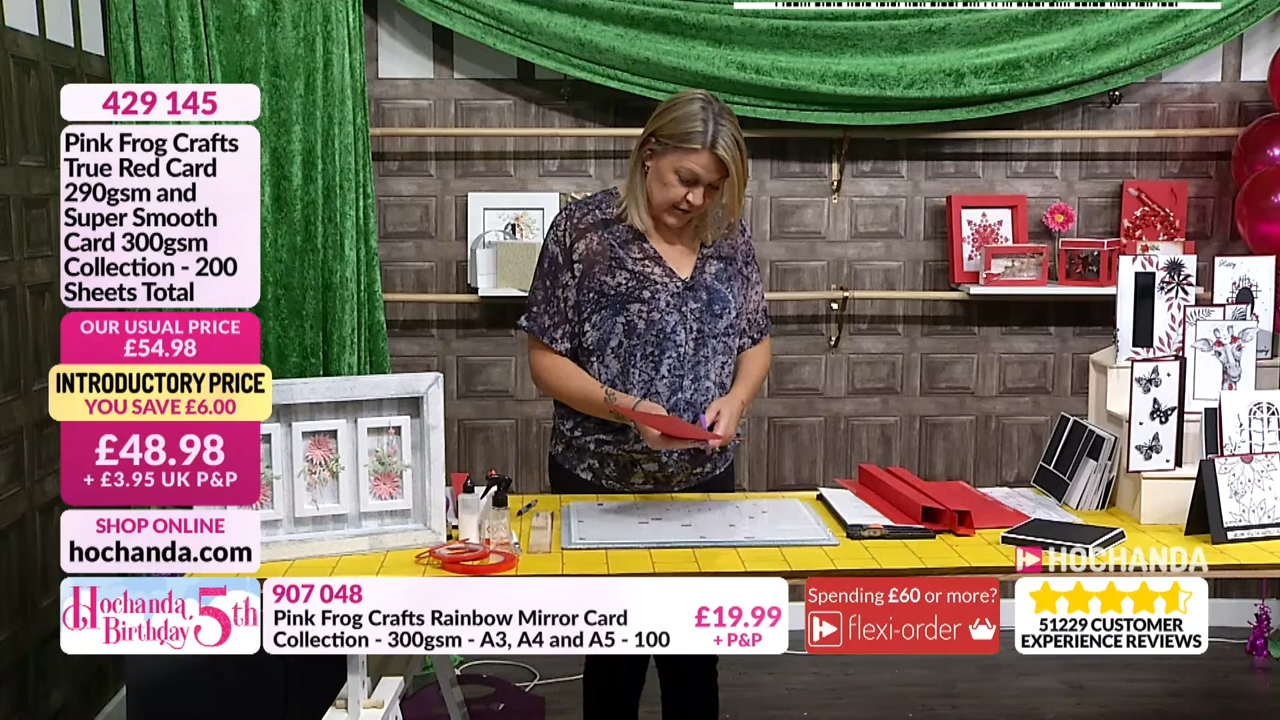 429 145
Pink Frog Crafts
True Red Card
290gsm and
Super Smooth
Card 300gsm
Collection - 200
Sheets Total
OUR USUAL PRICE
£54.98
INTRODUCTORY PRICE
YOU SAVE £6.00
£48.98
+ £3.95 UK P&P
SHOP ONLINE
hochanda.com
Hochanda 5th
Birthday
907 048
Pink Frog Crafts Rainbow Mirror Card
Collection - 300gsm - A3, A4 and A5 - 100
£19.99
+ P&P
Spending £60 or more?
flexi-order
HOCHANDA
51229 CUSTOMER
EXPERIENCE REVIEWS